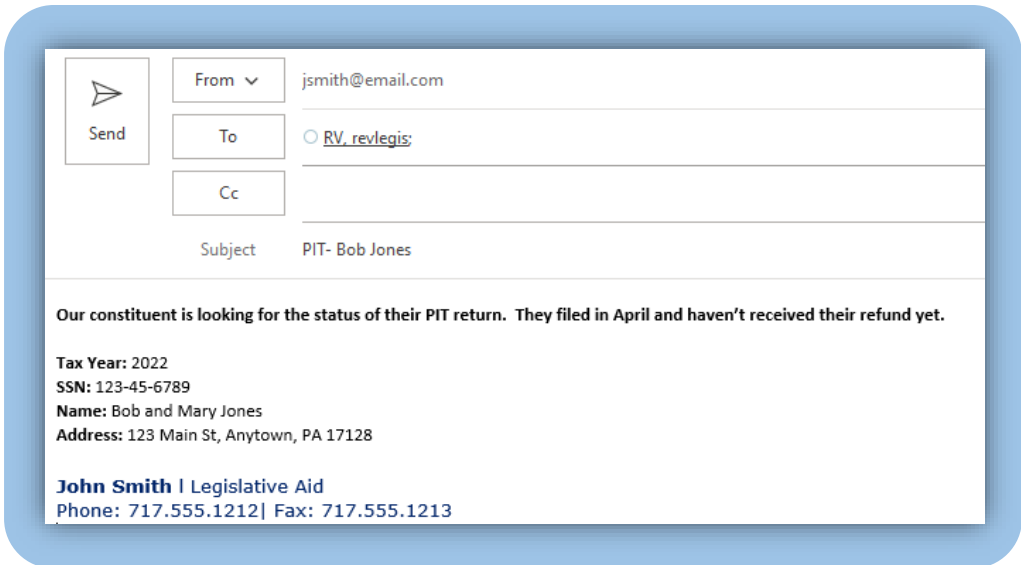 From
jsmith@email.com
Send
To
RV, revlegis;
Cc
Subject
PIT- Bob Jones
Our constituent is looking for the status of their PIT return.  They filed in April and haven't received their refund yet.
Tax Year: 2022
SSN: 123-45-6789
Name: Bob and Mary Jones
Address: 123 Main St, Anytown, PA 17128
John Smith l Legislative Aid
Phone: 717.555.1212| Fax: 717.555.1213